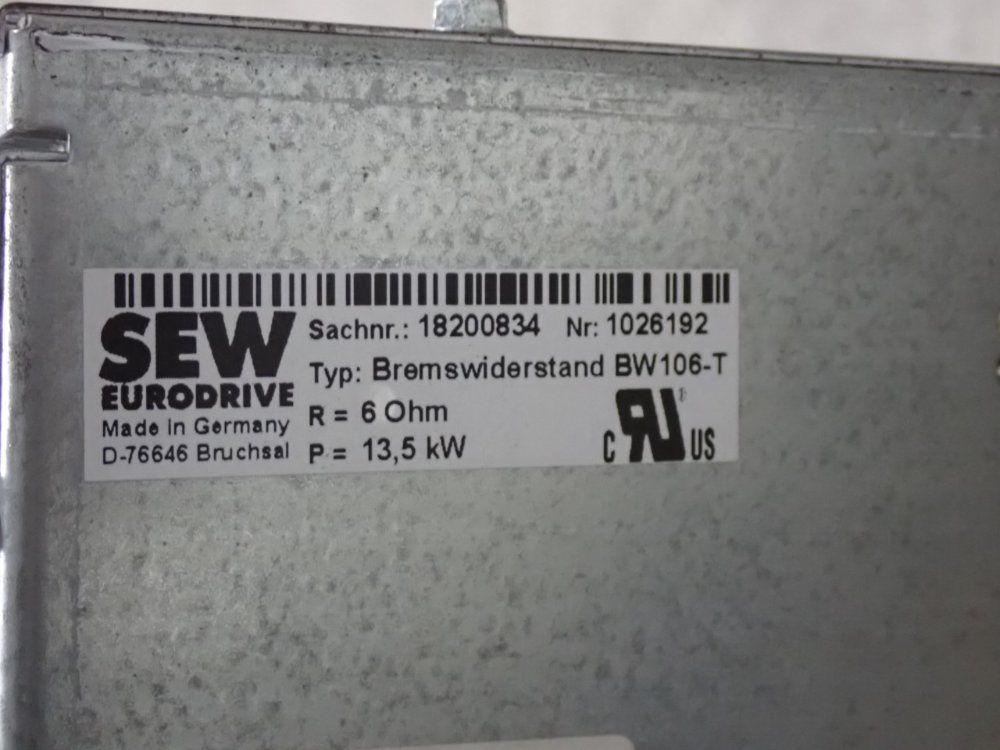 SEW
EURODRIVE
Made in Germany
D-76646 Bruchsal
Sachnr.: 18200834 Nr: 1026192
Typ: Bremswiderstand BW106-T
R = 6 Ohm
P = 13,5 kW
C RU ® US